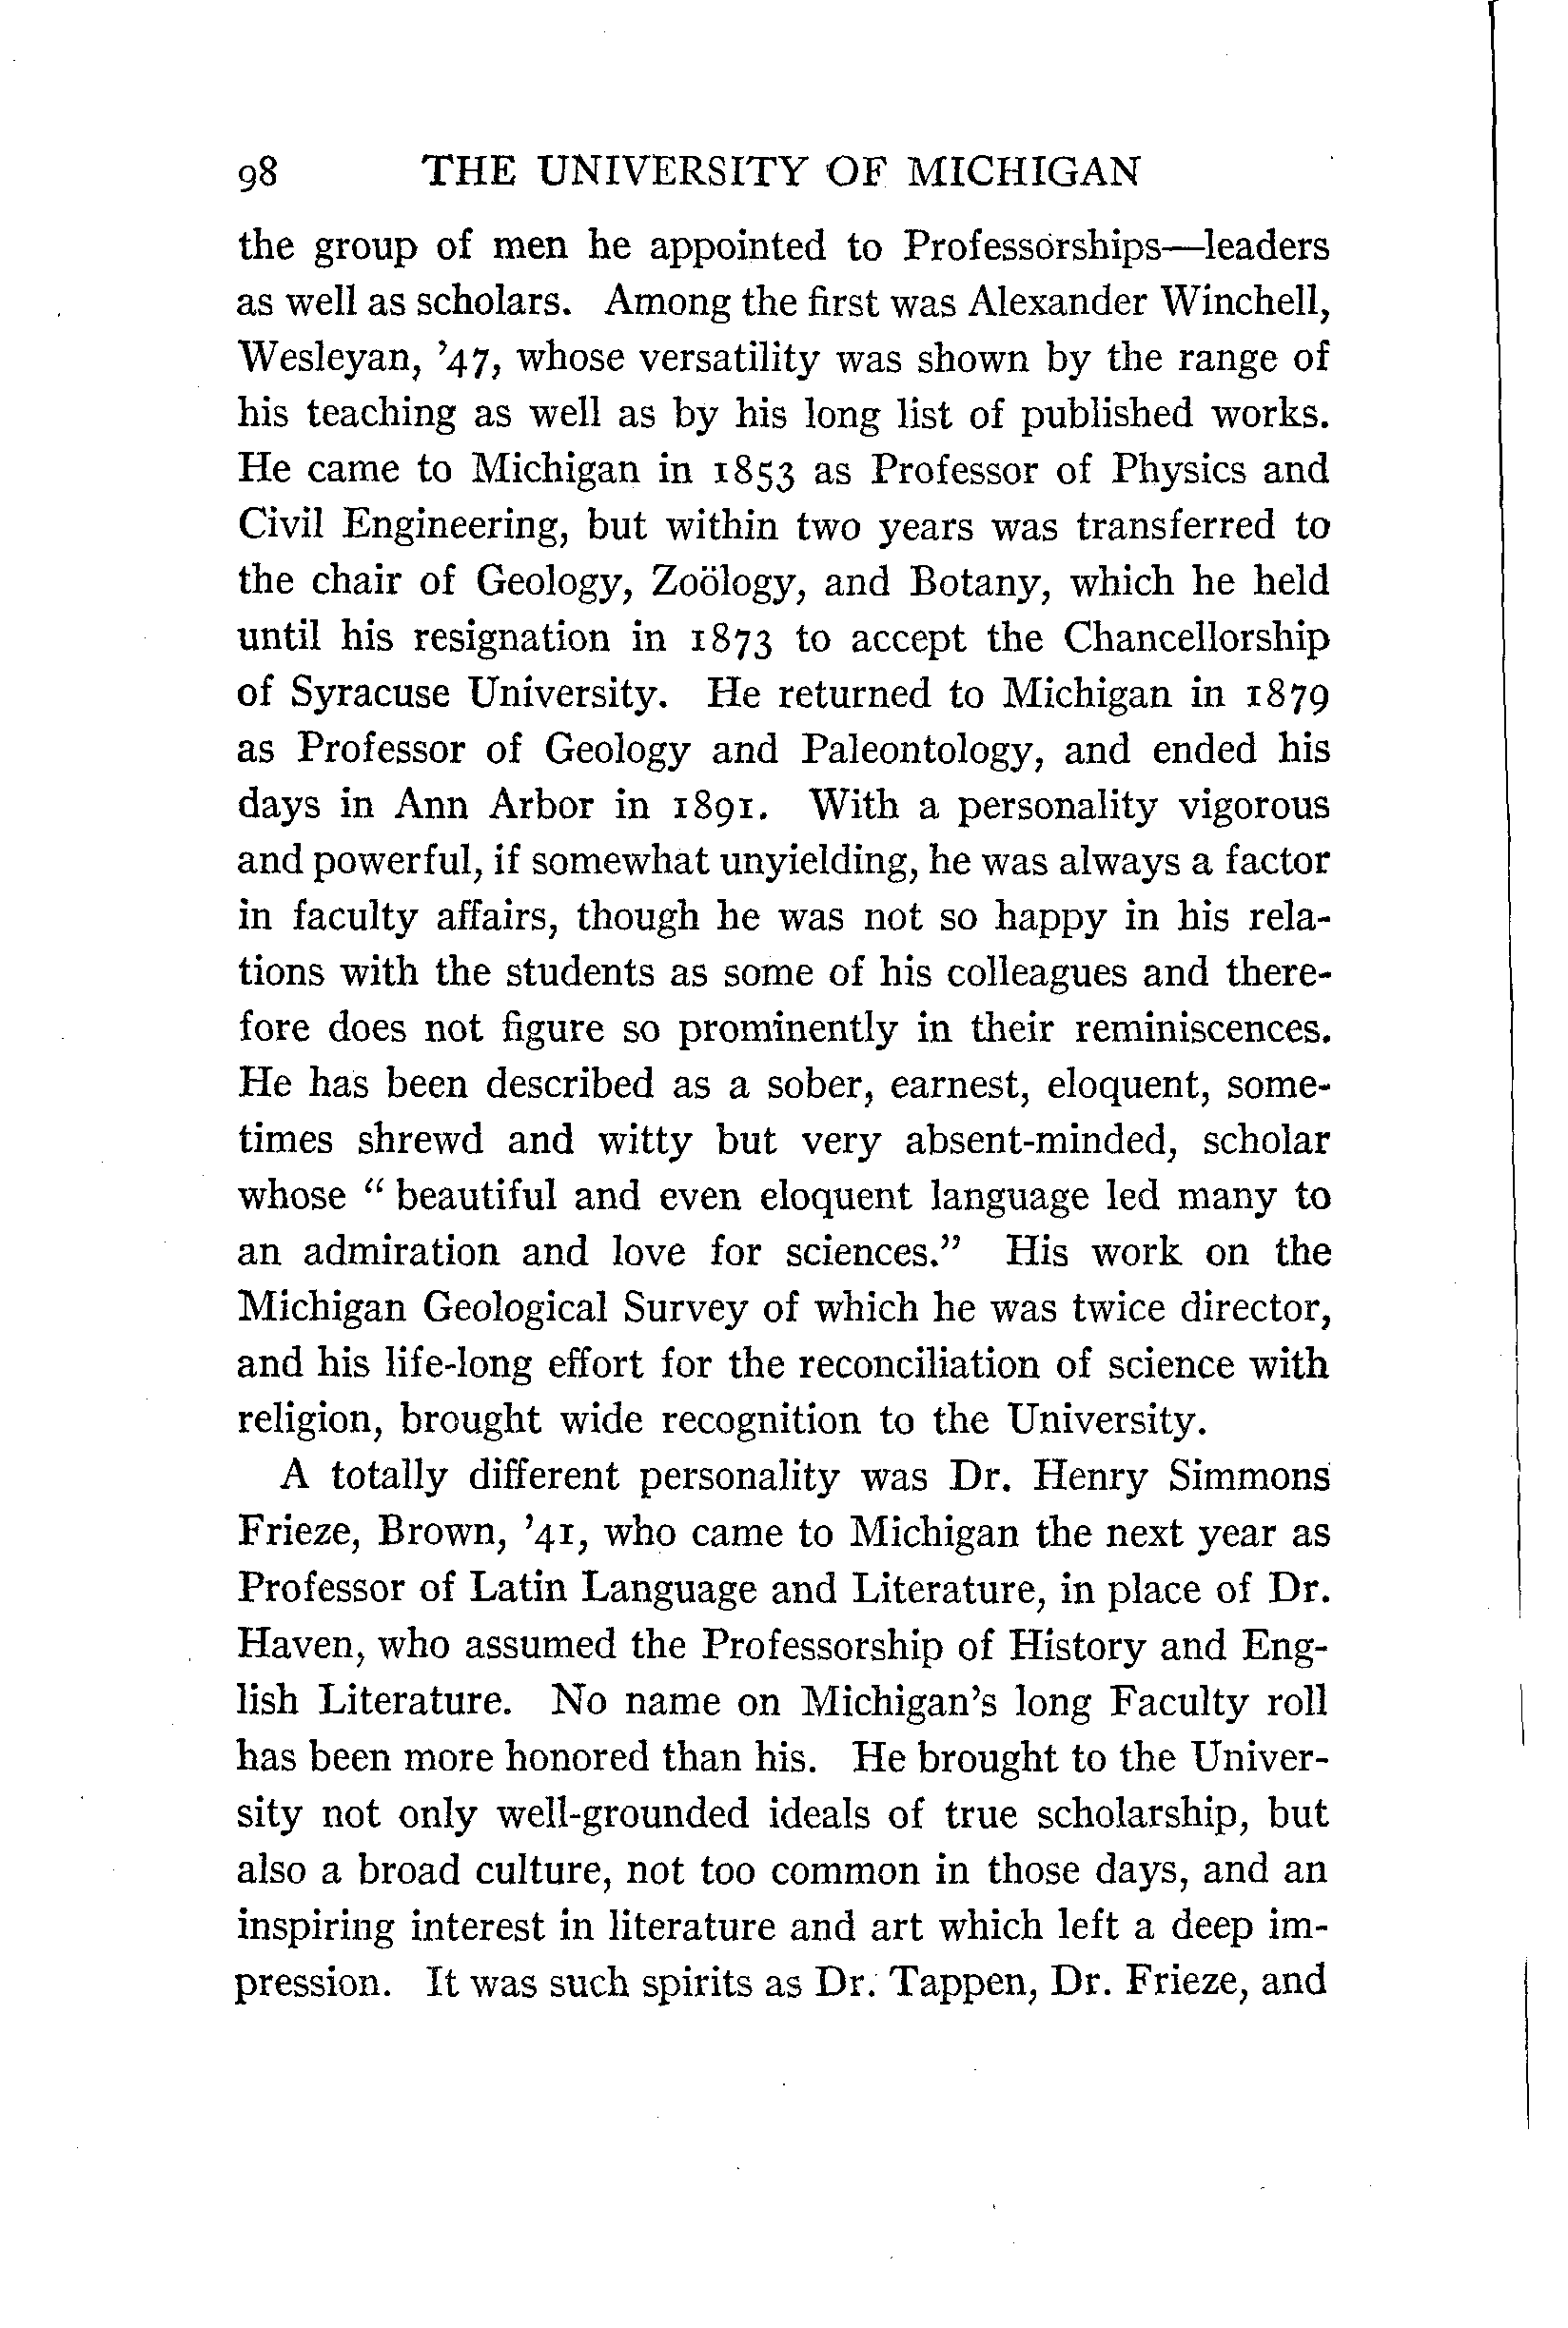 98 THE UNIVERSITY OF MICHIGAN
the group of men he appointed to Professorships—leaders
as well as scholars. Among the first was Alexander Winchell,
Wesleyan, ’47, whose versatility was shown by the range of
his teaching as well as by his long list of published works.
He came to Michigan in 1853 as Professor of Physics and
Civil Engineering, but within two years was transferred to
the chair of Geology, Zoölogy, and Botany, which he held
until his resignation in 1873 to accept the Chancellorship
of Syracuse University. He returned to Michigan in 1879
as Professor of Geology and Paleontology, and ended his
days in Ann Arbor in 1891. With a personality vigorous
and powerful, if somewhat unyielding, he was always a factor
in faculty affairs, though he was not so happy in his rela-
tions with the students as some of his colleagues and there-
fore does not figure so prominently in their reminiscences.
He has been described as a sober, earnest, eloquent, some-
times shrewd and witty but very absent-minded, scholar
whose “ beautiful and even eloquent language led many to
an admiration and love for sciences.” His work on the
Michigan Geological Survey of which he was twice director,
and his life-long effort for the reconciliation of science with
religion, brought wide recognition to the University.
A totally different personality was Dr. Henry Simmons
Frieze, Brown, ’41, who came to Michigan the next year as
Professor of Latin Language and Literature, in place of Dr.
Haven, who assumed the Professorship of History and Eng-
lish Literature. No name on Michigan’s long Faculty roll
has been more honored than his. He brought to the Univer-
sity not only well-grounded ideals of true scholarship, but
also a broad culture, not too common in those days, and an
inspiring interest in literature and art which left a deep im-
pression. It was such spirits as Dr. Tappen, Dr. Frieze, and